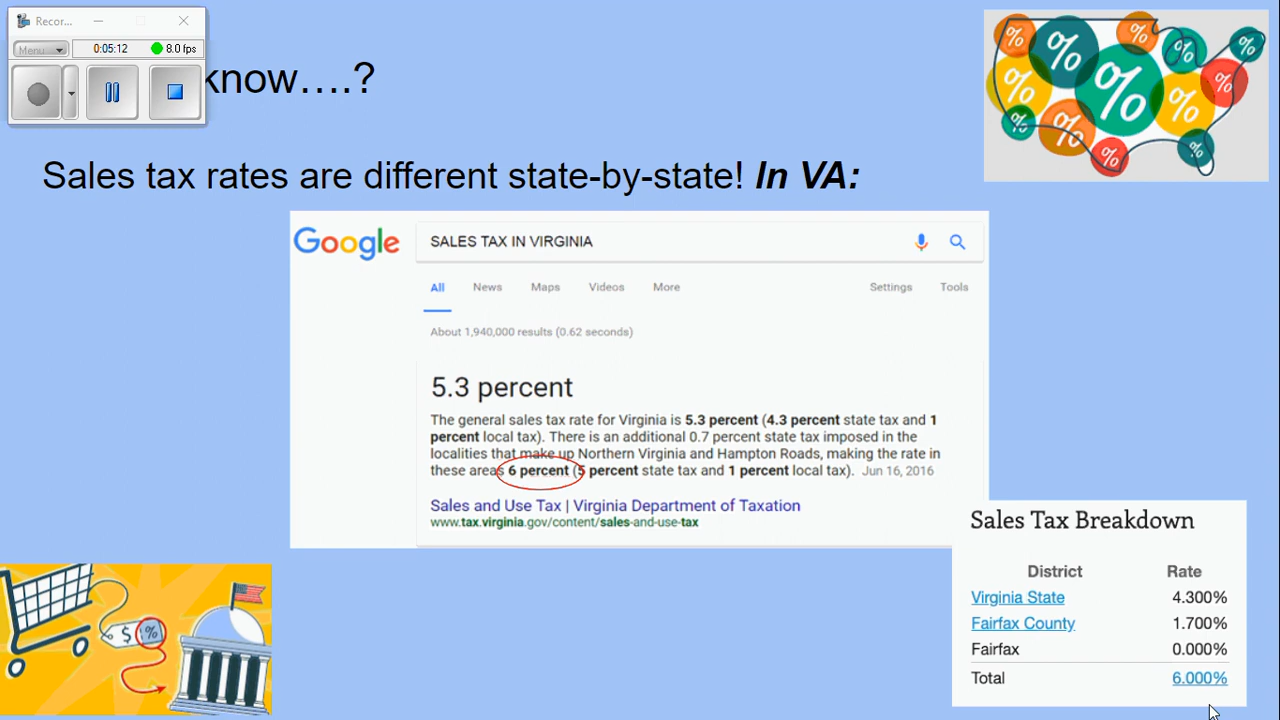 Recor...
Menu
0:05:12
8.0 fps
know….?
Sales tax rates are different state-by-state! In VA:
Google
SALES TAX IN VIRGINIA
All News Maps Videos More Settings Tools
About 1,940,000 results (0.62 seconds)
5.3 percent
The general sales tax rate for Virginia is 5.3 percent (4.3 percent state tax and 1
percent local tax). There is an additional 0.7 percent state tax imposed in the
localities that make up Northern Virginia and Hampton Roads, making the rate in
these areas 6 percent (5 percent state tax and 1 percent local tax). Jun 16, 2016
Sales and Use Tax | Virginia Department of Taxation
www.tax.virginia.gov/content/sales-and-use-tax
Sales Tax Breakdown
District Rate
Virginia State 4.300%
Fairfax County 1.700%
Fairfax 0.000%
Total 6.000%
% % % % % % % % % % % %
$ %